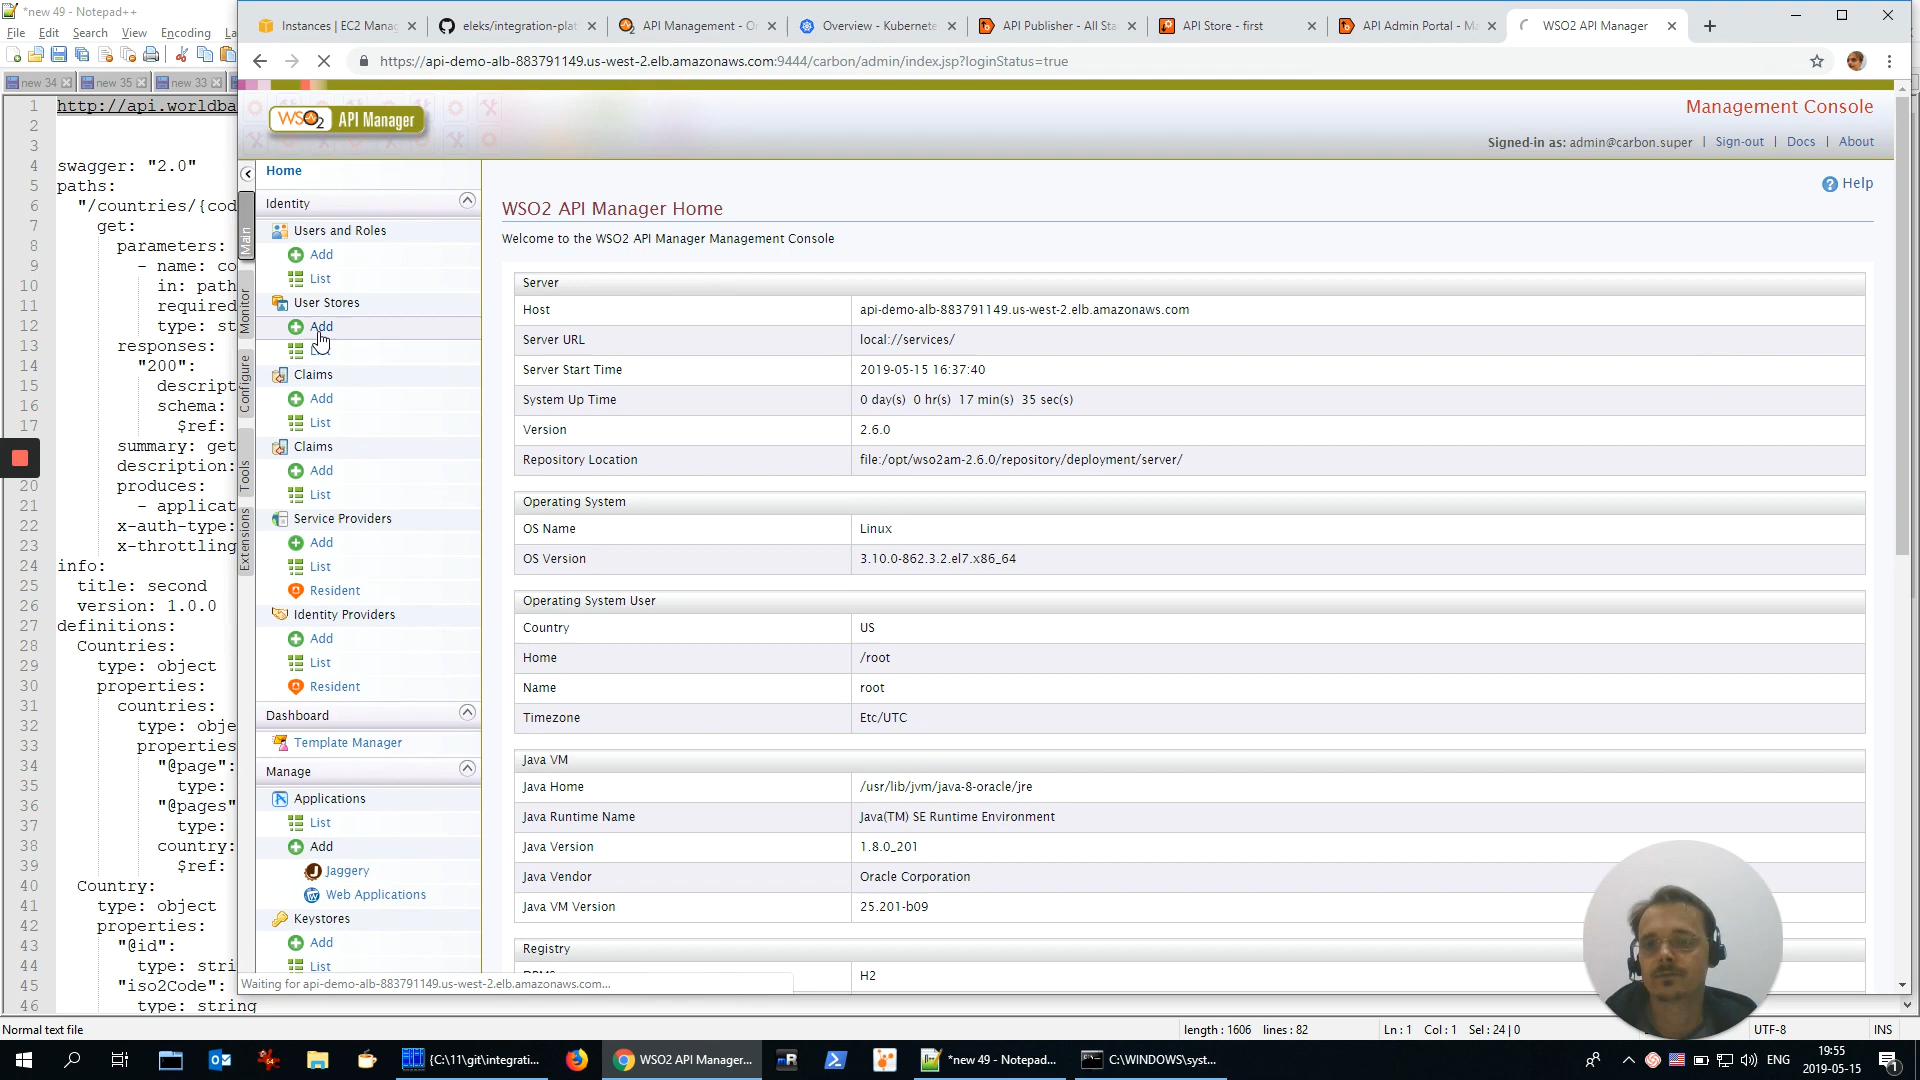 *new 49 - Notepad++
File Edit Search View Encoding La
new 34 new 35 new 33
1 http://api.worldba
2
3
4 swagger: "2.0"
5 paths:
6 "/countries/{cod
7 get:
8 parameters:
9 - name: co
10 in: path
11 required
12 type: st
13 responses:
14 "200":
15 descript
16 schema:
17 $ref:
summary: get
description:
20 produces:
21 - applicat
22 x-auth-type:
23 x-throttling
24 info:
25 title: second
26 version: 1.0.0
27 definitions:
28 Countries:
29 type: object
30 properties:
31 countries:
32 type: obje
33 properties
34 "@page":
35 type:
36 "@pages"
37 type:
38 country:
39 $ref:
40 Country:
41 type: object
42 properties:
43 "@id":
44 type: stri
45 "iso2Code":
46 type: string
Instances | EC2 Manag
eleks/integration-plat
API Management - Or
Overview - Kubernete
API Publisher - All Sta
API Store - first
API Admin Portal - Ma
WSO2 API Manager
https://api-demo-alb-883791149.us-west-2.elb.amazonaws.com:9444/carbon/admin/index.jsp?loginStatus=true
WSO2 API Manager
Management Console
Signed-in as: admin@carbon.super | Sign-out | Docs | About
Main
Monitor
Configure
Tools
Extensions
Home
Identity
Users and Roles
Add
List
User Stores
Add
Claims
Add
List
Claims
Add
List
Service Providers
Add
List
Resident
Identity Providers
Add
List
Resident
Dashboard
Template Manager
Manage
Applications
List
Add
Jaggery
Web Applications
Keystores
Add
List
Help
WSO2 API Manager Home
Welcome to the WSO2 API Manager Management Console
Server
Host api-demo-alb-883791149.us-west-2.elb.amazonaws.com
Server URL local://services/
Server Start Time 2019-05-15 16:37:40
System Up Time 0 day(s) 0 hr(s) 17 min(s) 35 sec(s)
Version 2.6.0
Repository Location file:/opt/wso2am-2.6.0/repository/deployment/server/
Operating System
OS Name Linux
OS Version 3.10.0-862.3.2.el7.x86_64
Operating System User
Country US
Home /root
Name root
Timezone Etc/UTC
Java VM
Java Home /usr/lib/jvm/java-8-oracle/jre
Java Runtime Name Java(TM) SE Runtime Environment
Java Version 1.8.0_201
Java Vendor Oracle Corporation
Java VM Version 25.201-b09
Registry
H2
Waiting for api-demo-alb-883791149.us-west-2.elb.amazonaws.com...
Normal text file length : 1606 lines : 82 Ln : 1 Col : 1 Sel : 24 | 0 UTF-8 INS
{C:\11\git\integrati...
WSO2 API Manager...
*new 49 - Notepad...
C:\WINDOWS\syst...
ENG
19:55
2019-05-15
1